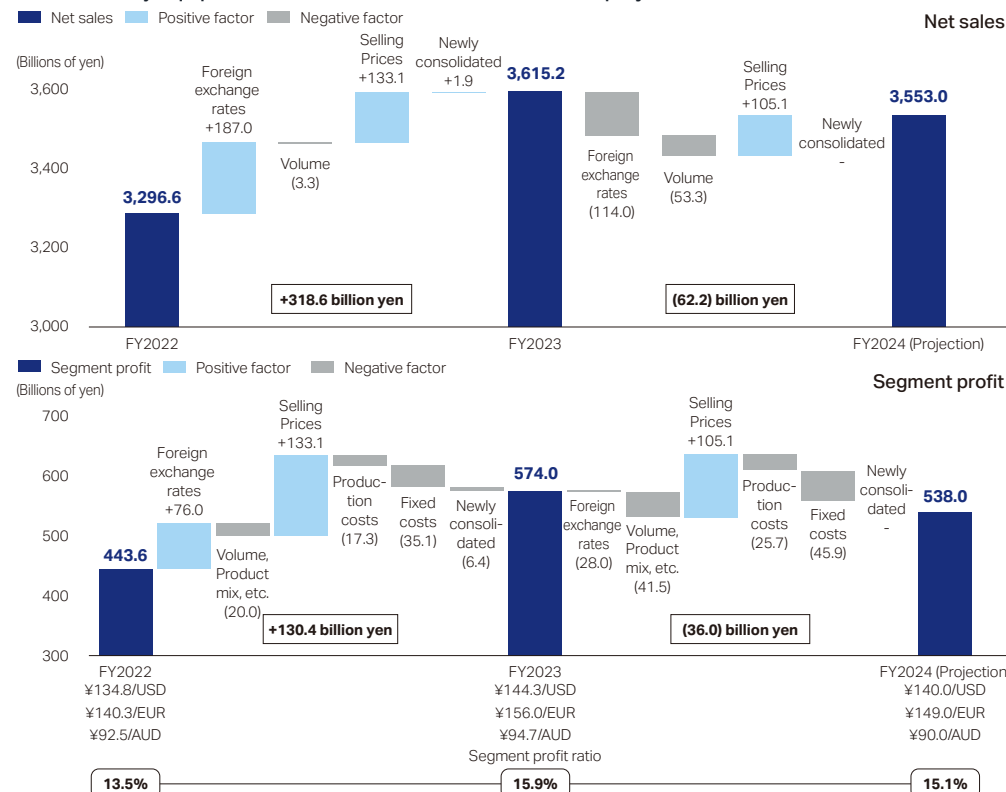 Net sales Positive factor Negative factor
Net sales
(Billions of yen)
3,600
3,400
3,200
3,000
3,296.6
Foreign
exchange
rates
+187.0
Volume
(3.3)
Selling
Prices
+133.1
Newly
consolidated
+1.9
3,615.2
Foreign
exchange
rates
(114.0)
Volume
(53.3)
Selling
Prices
+105.1
Newly
consolidated
-
3,553.0
+318.6 billion yen
(62.2) billion yen
FY2022
FY2023
FY2024 (Projection)
Segment profit Positive factor Negative factor
Segment profit
(Billions of yen)
700
600
500
400
300
443.6
Foreign
exchange
rates
+76.0
Volume,
Product
mix, etc.
(20.0)
Selling
Prices
+133.1
Produc-
tion
costs
(17.3)
Fixed
costs
(35.1)
Newly
consoli-
dated
(6.4)
574.0
Foreign
exchange
rates
(28.0)
Volume,
Product
mix, etc.
(41.5)
Selling
Prices
+105.1
Produc-
tion
costs
(25.7)
Fixed
costs
(45.9)
Newly
consoli-
dated
-
538.0
+130.4 billion yen
(36.0) billion yen
FY2022
¥134.8/USD
¥140.3/EUR
¥92.5/AUD
FY2023
¥144.3/USD
¥156.0/EUR
¥94.7/AUD
FY2024 (Projection
¥140.0/USD
¥149.0/EUR
¥90.0/AUD
Segment profit ratio
13.5%
15.9%
15.1%